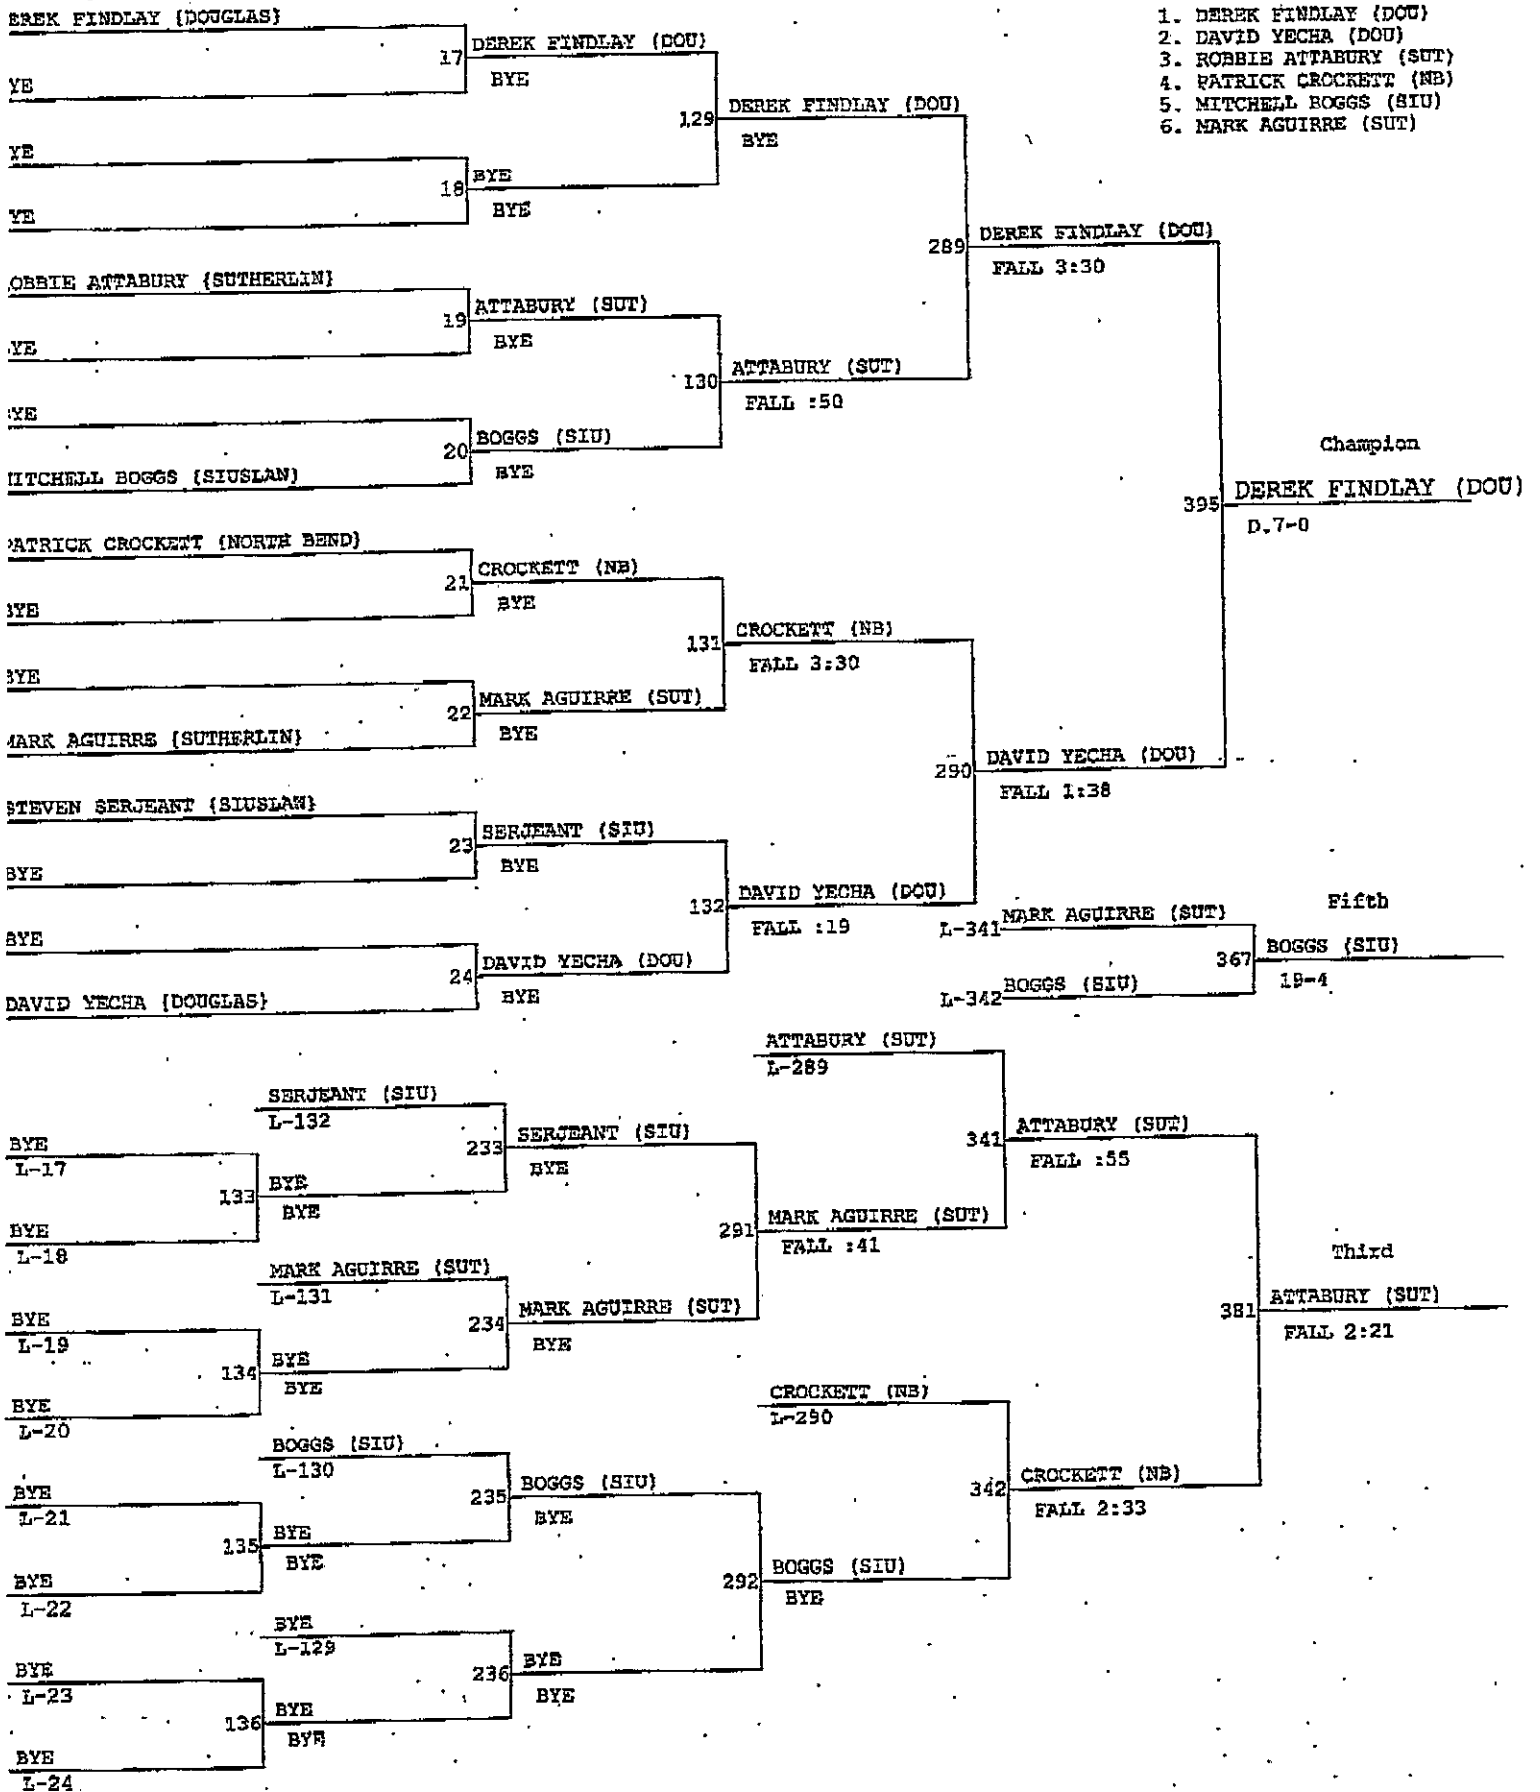 EREK FINDLAY {DOUGLAS}
17
DEREK FINDLAY (DOU)
BYE
YE
129
DEREK FINDLAY (DOU)
BYE
YE
18
BYE
BYE
YE
289
DEREK FINDLAY (DOU)
FALL 3:30
OBBIE ATTABURY {SUTHERLIN}
19
ATTABURY (SUT)
BYE
YE
130
ATTABURY (SUT)
FALL :50
YE
20
BOGGS (SIU)
BYE
ITCHELL BOGGS {SIUSLAN}
1. DEREK FINDLAY (DOU)
2. DAVID YECHA (DOU)
3. ROBBIE ATTABURY (SUT)
4. PATRICK CROCKETT (NB)
5. MITCHELL BOGGS (SIU)
6. MARK AGUIRRE (SUT)
Champion
395
DEREK FINDLAY (DOU)
D.7-0
PATRICK CROCKETT {NORTH BEND}
21
CROCKETT (NB)
BYE
BYE
131
CROCKETT (NB)
FALL 3:30
BYE
22
MARK AGUIRRE (SUT)
BYE
MARK AGUIRRE {SUTHERLIN}
290
DAVID YECHA (DOU)
FALL 1:38
STEVEN SERJEANT {SIUSLAW}
23
SERJEANT (SIU)
BYE
BYE
132
DAVID YECHA (DOU)
FALL :19
BYE
24
DAVID YECHA (DOU)
BYE
DAVID YECHA {DOUGLAS}
Fifth
L-341
MARK AGUIRRE (SUT)
367
BOGGS (SIU)
19-4
L-342
BOGGS (SIU)
ATTABURY (SUT)
L-289
SERJEANT (SIU)
L-132
233
SERJEANT (SIU)
BYE
341
ATTABURY (SUT)
FALL :55
BYE
L-17
133
BYE
BYE
BYE
L-18
291
MARK AGUIRRE (SUT)
FALL :41
MARK AGUIRRE (SUT)
L-131
234
MARK AGUIRRE (SUT)
BYE
BYE
L-19
134
BYE
BYE
BYE
L-20
Third
381
ATTABURY (SUT)
FALL 2:21
CROCKETT (NB)
L-290
BOGGS (SIU)
L-130
235
BOGGS (SIU)
BYE
342
CROCKETT (NB)
FALL 2:33
BYE
L-21
135
BYE
BYE
BYE
L-22
292
BOGGS (SIU)
BYE
BYE
L-129
236
BYE
BYE
BYE
L-23
136
BYE
BYE
BYE
L-24